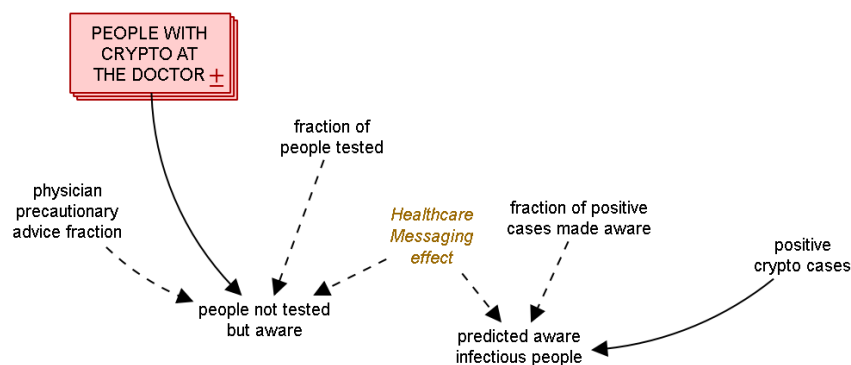 PEOPLE WITH
CRYPTO AT
THE DOCTOR
±
fraction of
people tested
physician
precautionary
advice fraction
Healthcare
Messaging
effect
fraction of positive
cases made aware
positive
crypto cases
people not tested
but aware
predicted aware
infectious people